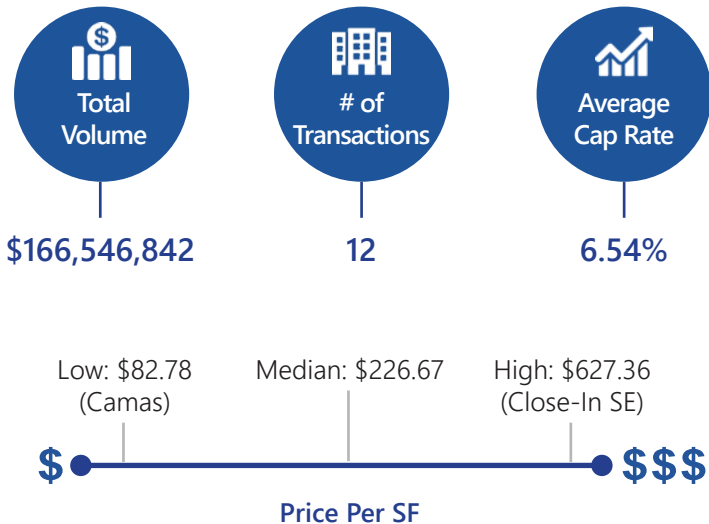 $
Total
Volume
# of
Transactions
Average
Cap Rate
$166,546,842
12
6.54%
Low: $82.78
(Camas)
Median: $226.67
High: $627.36
(Close-In SE)
$
$$$
Price Per SF